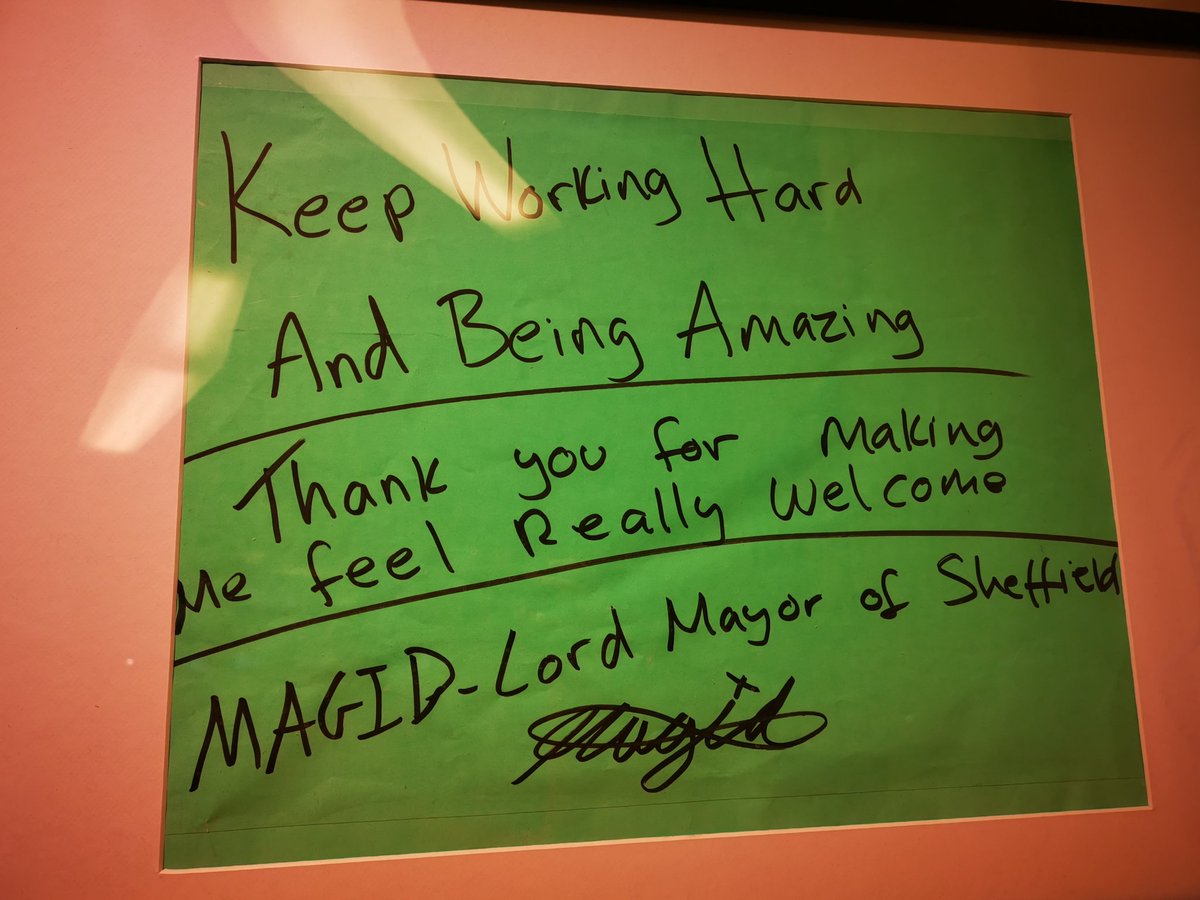 Keep Working Hard
And Being Amazing
Thank you for Making
Me feel Really Welcome
MAGID-Lord Mayor of Sheffield
x
Magid